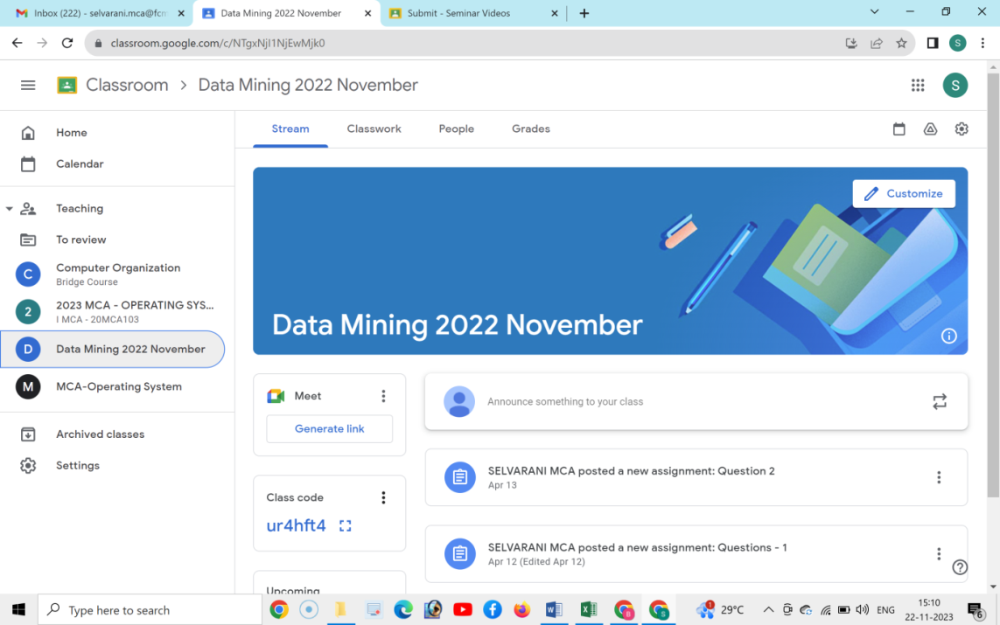 Inbox (222) - selvarani.mca@fcm
Data Mining 2022 November
Submit - Seminar Videos
classroom.google.com/c/NTgxNjI1NjEwMjk0
S
Classroom > Data Mining 2022 November
S
Home
Calendar
Teaching
To review
C
Computer Organization
Bridge Course
2
2023 MCA - OPERATING SYS...
I MCA - 20MCA103
D
Data Mining 2022 November
M
MCA-Operating System
Archived classes
Settings
Stream
Classwork
People
Grades
Customize
Data Mining 2022 November
Meet
Generate link
Class code
ur4hft4
Upcoming
Announce something to your class
SELVARANI MCA posted a new assignment: Question 2
Apr 13
SELVARANI MCA posted a new assignment: Questions - 1
Apr 12 (Edited Apr 12)
Type here to search
29°C
ENG
15:10
22-11-2023
6